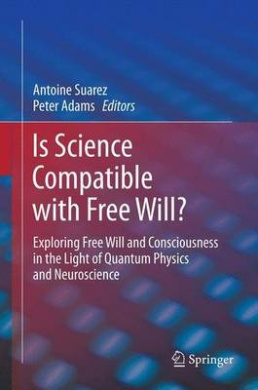 Antoine Suarez
Peter Adams Editors
Is Science
Compatible
with Free Will?
Exploring Free Will and Consciousness
in the Light of Quantum Physics
and Neuroscience
Springer